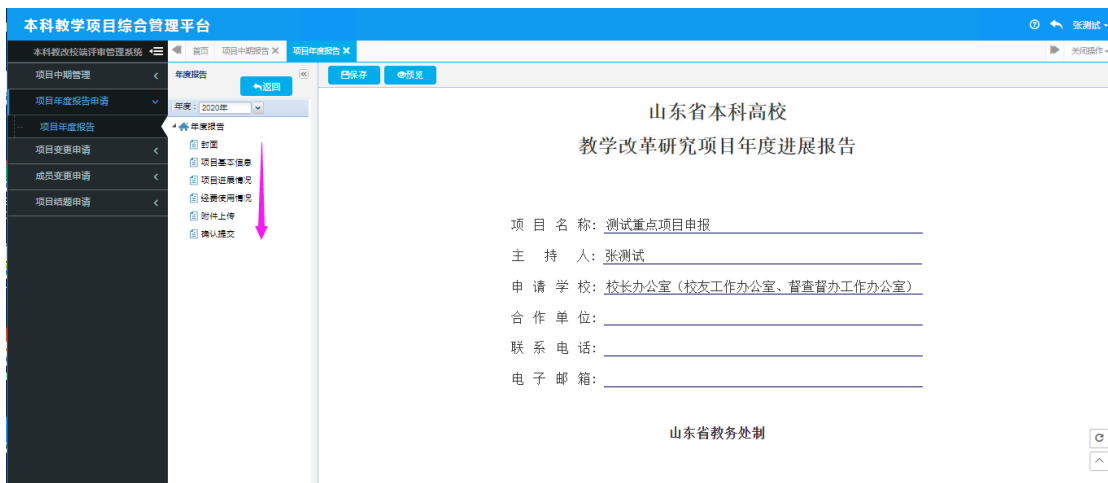 本科教学项目综合管理平台
张测试
本科教改校端评审管理系统
首页 项目中期报告 项目年度报告
关闭操作
项目中期管理
项目年度报告申请
项目年度报告
项目变更申请
成员变更申请
项目结题申请
年度报告
返回
年度：2020年
年度报告
封面
项目基本信息
项目进展情况
经费使用情况
附件上传
确认提交
保存 预览
山东省本科高校
教学改革研究项目年度进展报告
项 目 名 称: 测试重点项目申报
主 持 人: 张测试
申 请 学 校: 校长办公室（校友工作办公室、督查督办工作办公室）
合 作 单 位:
联 系 电 话:
电 子 邮 箱:
山东省教务处制